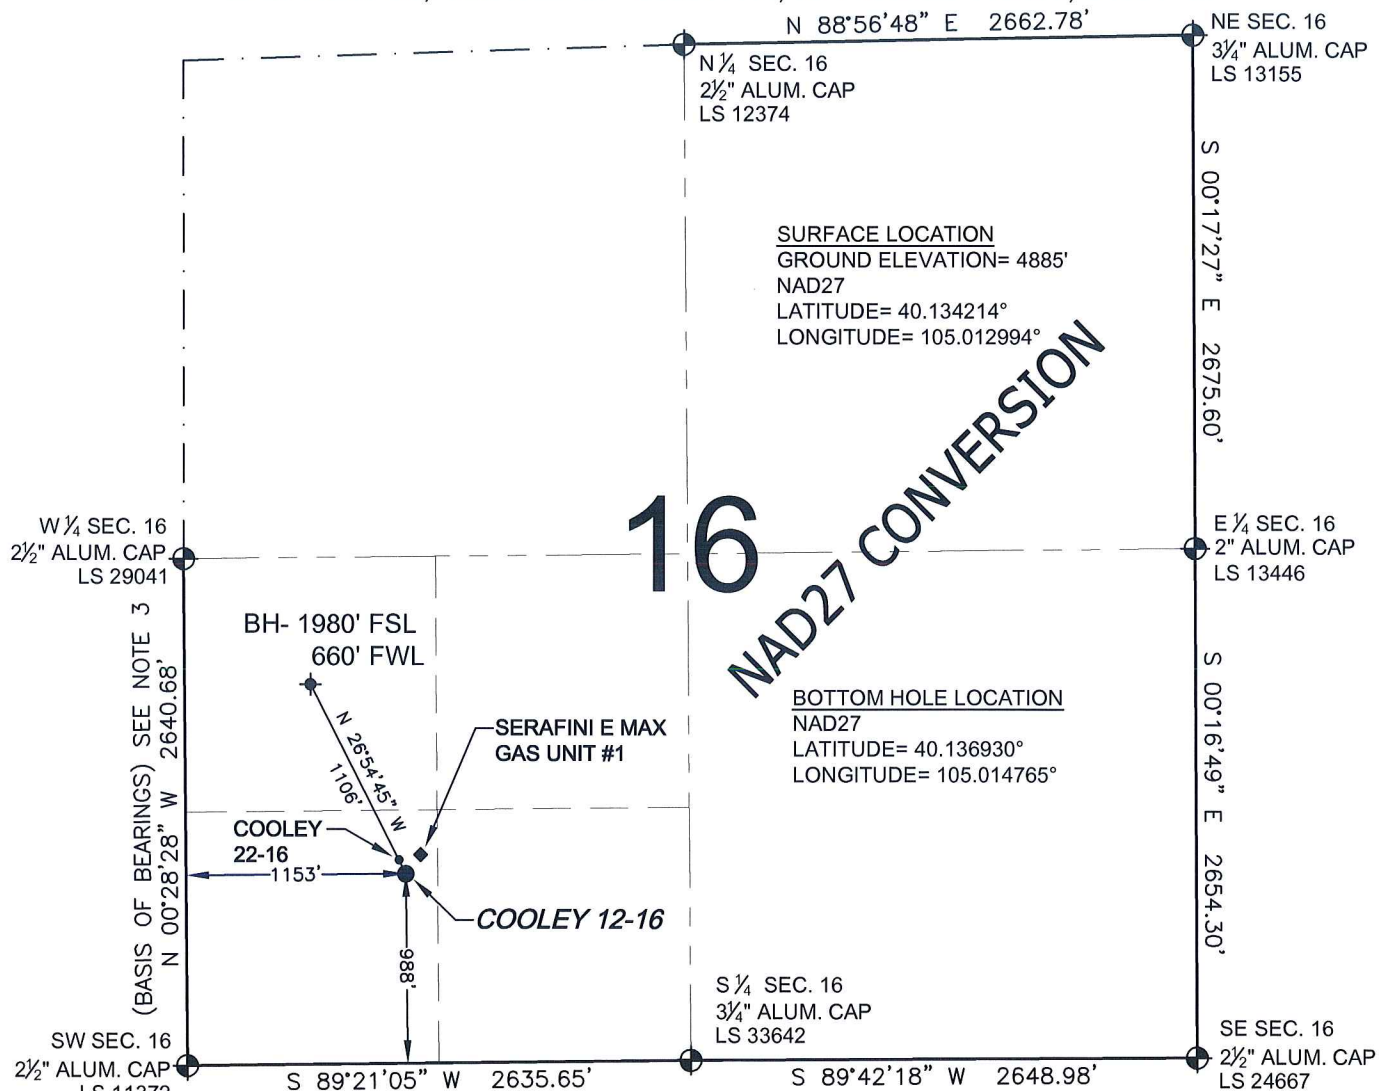 N 88°56'48" E 2662.78'
NE SEC. 16
3¼" ALUM. CAP
LS 13155
N ¼ SEC. 16
2½" ALUM. CAP
LS 12374
S 00°17'27" E 2675.60'
SURFACE LOCATION
GROUND ELEVATION= 4885'
NAD27
LATITUDE= 40.134214°
LONGITUDE= 105.012994°
NAD27 CONVERSION
16
W ¼ SEC. 16
2½" ALUM. CAP
LS 29041
E ¼ SEC. 16
2" ALUM. CAP
LS 13446
(BASIS OF BEARINGS) SEE NOTE 3
N 00°28'28" W 2640.68'
BH- 1980' FSL
660' FWL
N 26°54'45" W
1106'
SERAFINI E MAX
GAS UNIT #1
BOTTOM HOLE LOCATION
NAD27
LATITUDE= 40.136930°
LONGITUDE= 105.014765°
S 00°16'49" E 2654.30'
COOLEY
22-16
1153'
COOLEY 12-16
988'
S ¼ SEC. 16
3¼" ALUM. CAP
LS 33642
SW SEC. 16
2½" ALUM. CAP
S 89°21'05" W 2635.65'
S 89°42'18" W 2648.98'
SE SEC. 16
2½" ALUM. CAP
LS 24667